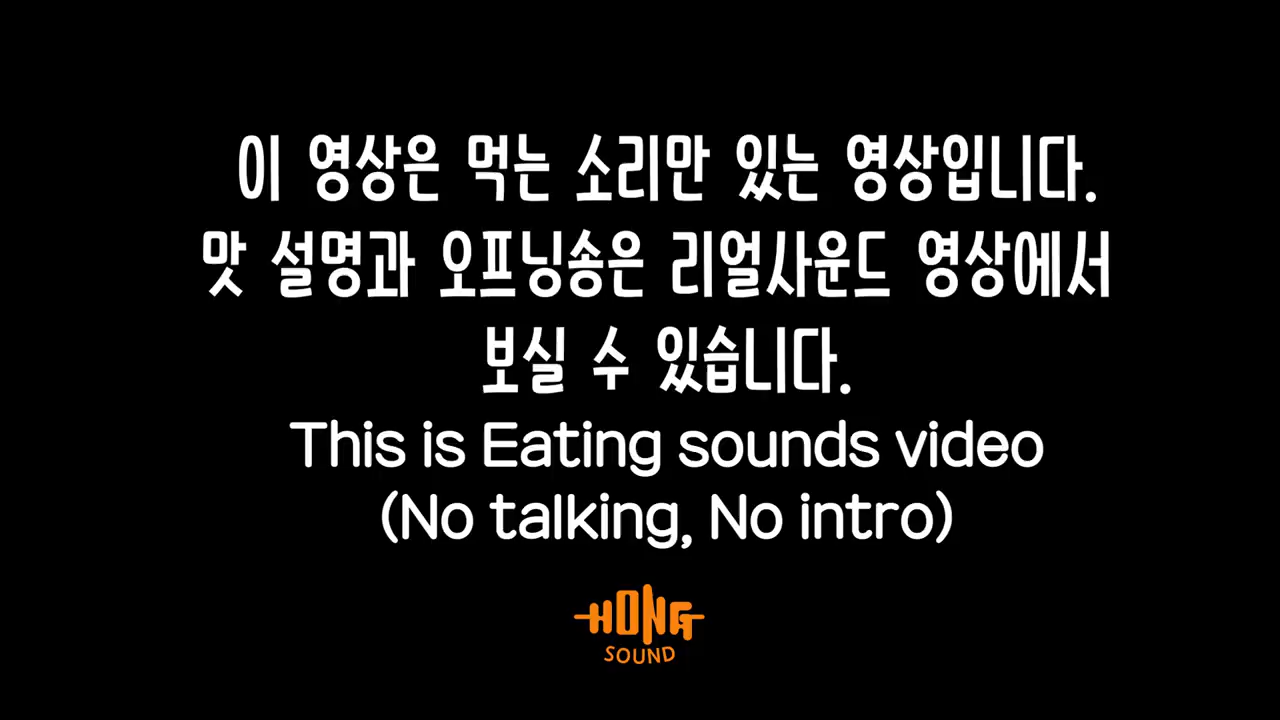 이 영상은 먹는 소리만 있는 영상입니다.
맛 설명과 오프닝송은 리얼사운드 영상에서
보실 수 있습니다.
This is Eating sounds video
(No talking, No intro)
HONG
SOUND